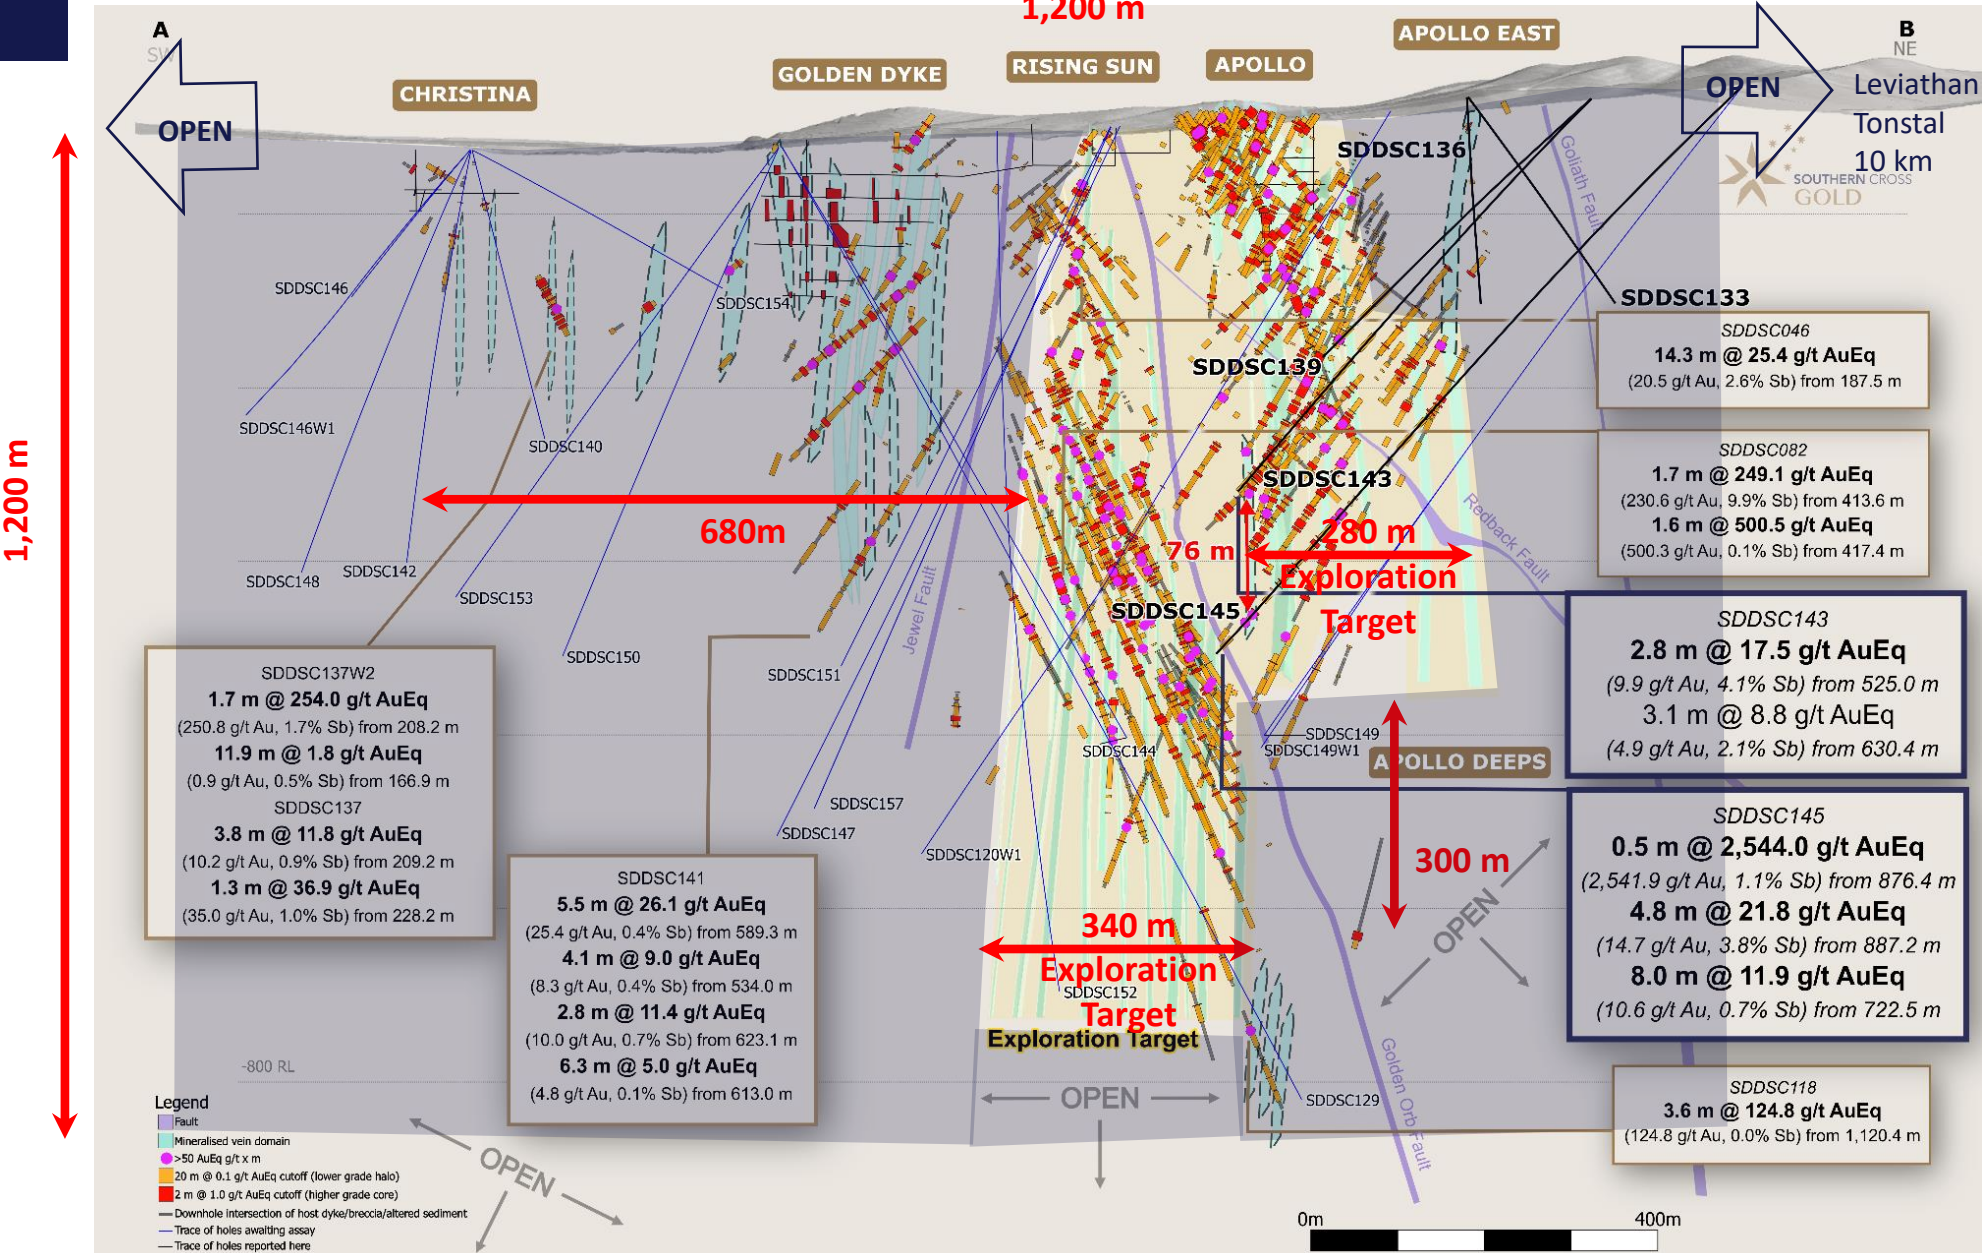 1,200 m
A
SW
B
NE
CHRISTINA
GOLDEN DYKE
RISING SUN
APOLLO
APOLLO EAST
OPEN
OPEN
Leviathan
Tonstal
10 km
SOUTHERN CROSS
GOLD
1,200 m
SDDSC136
Goliath Fault
SDDSC146
SDDSC154
SDDSC133
SDDSC046
14.3 m @ 25.4 g/t AuEq
(20.5 g/t Au, 2.6% Sb) from 187.5 m
SDDSC139
SDDSC146W1
SDDSC140
SDDSC082
1.7 m @ 249.1 g/t AuEq
(230.6 g/t Au, 9.9% Sb) from 413.6 m
1.6 m @ 500.5 g/t AuEq
(500.3 g/t Au, 0.1% Sb) from 417.4 m
SDDSC143
680m
76 m
280 m
Exploration
Target
Redback Fault
SDDSC148
SDDSC142
SDDSC153
Jewel Fault
SDDSC145
SDDSC150
SDDSC151
SDDSC143
2.8 m @ 17.5 g/t AuEq
(9.9 g/t Au, 4.1% Sb) from 525.0 m
3.1 m @ 8.8 g/t AuEq
(4.9 g/t Au, 2.1% Sb) from 630.4 m
SDDSC137W2
1.7 m @ 254.0 g/t AuEq
(250.8 g/t Au, 1.7% Sb) from 208.2 m
11.9 m @ 1.8 g/t AuEq
(0.9 g/t Au, 0.5% Sb) from 166.9 m
SDDSC137
3.8 m @ 11.8 g/t AuEq
(10.2 g/t Au, 0.9% Sb) from 209.2 m
1.3 m @ 36.9 g/t AuEq
(35.0 g/t Au, 1.0% Sb) from 228.2 m
SDDSC144
SDDSC149
SDDSC149W1
APOLLO DEEPS
SDDSC157
SDDSC147
SDDSC120W1
300 m
OPEN
SDDSC145
0.5 m @ 2,544.0 g/t AuEq
(2,541.9 g/t Au, 1.1% Sb) from 876.4 m
4.8 m @ 21.8 g/t AuEq
(14.7 g/t Au, 3.8% Sb) from 887.2 m
8.0 m @ 11.9 g/t AuEq
(10.6 g/t Au, 0.7% Sb) from 722.5 m
SDDSC141
5.5 m @ 26.1 g/t AuEq
(25.4 g/t Au, 0.4% Sb) from 589.3 m
4.1 m @ 9.0 g/t AuEq
(8.3 g/t Au, 0.4% Sb) from 534.0 m
2.8 m @ 11.4 g/t AuEq
(10.0 g/t Au, 0.7% Sb) from 623.1 m
6.3 m @ 5.0 g/t AuEq
(4.8 g/t Au, 0.1% Sb) from 613.0 m
340 m
Exploration
Target
SDDSC152
Exploration Target
-800 RL
OPEN
SDDSC129
Golden Orb Fault
SDDSC118
3.6 m @ 124.8 g/t AuEq
(124.8 g/t Au, 0.0% Sb) from 1,120.4 m
OPEN
Legend
Fault
Mineralised vein domain
>50 AuEq g/t x m
20 m @ 0.1 g/t AuEq cutoff (lower grade halo)
2 m @ 1.0 g/t AuEq cutoff (higher grade core)
Downhole intersection of host dyke/breccia/altered sediment
Trace of holes awaiting assay
Trace of holes reported here
0m
400m